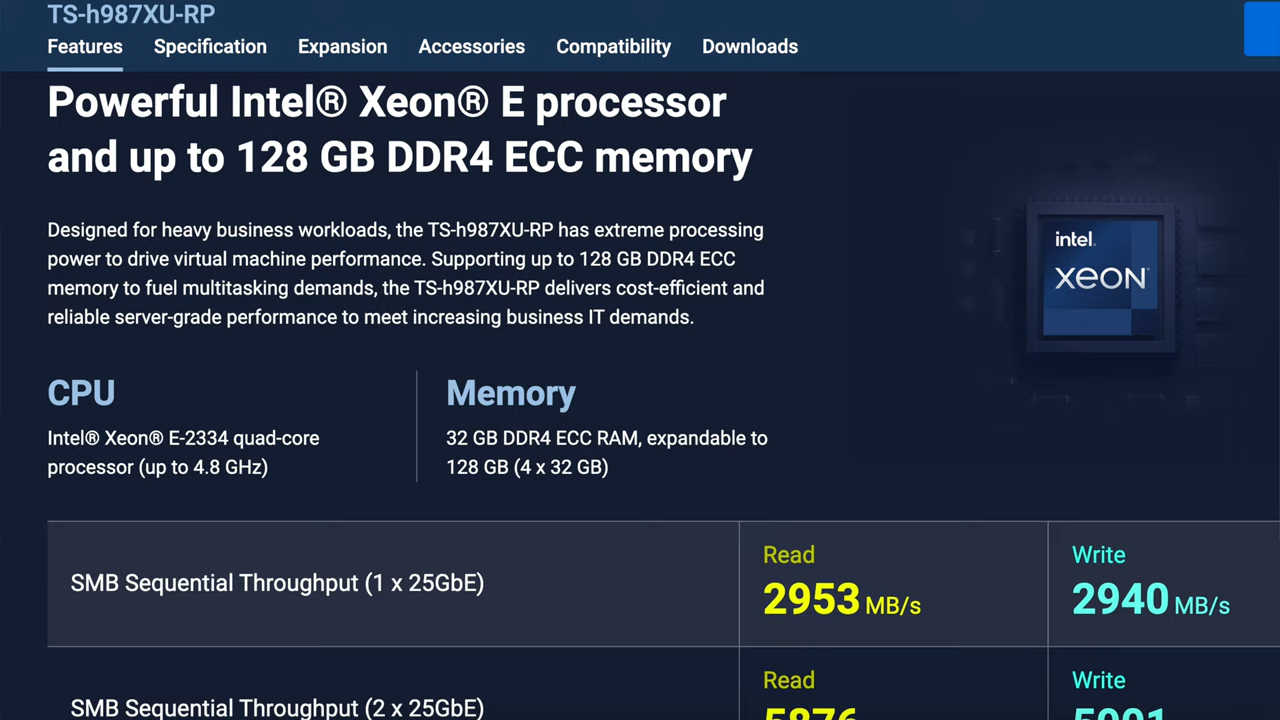 TS-h987XU-RP
Features Specification Expansion Accessories Compatibility Downloads
Powerful Intel® Xeon® E processor
and up to 128 GB DDR4 ECC memory
Designed for heavy business workloads, the TS-h987XU-RP has extreme processing
power to drive virtual machine performance. Supporting up to 128 GB DDR4 ECC
memory to fuel multitasking demands, the TS-h987XU-RP delivers cost-efficient and
reliable server-grade performance to meet increasing business IT demands.
intel.
xeon
CPU
Intel® Xeon® E-2334 quad-core
processor (up to 4.8 GHz)
Memory
32 GB DDR4 ECC RAM, expandable to
128 GB (4 x 32 GB)
SMB Sequential Throughput (1 x 25GbE)
Read
2953 MB/s
Write
2940 MB/s
SMB Sequential Throughput (2 x 25GbE)
Read
Write